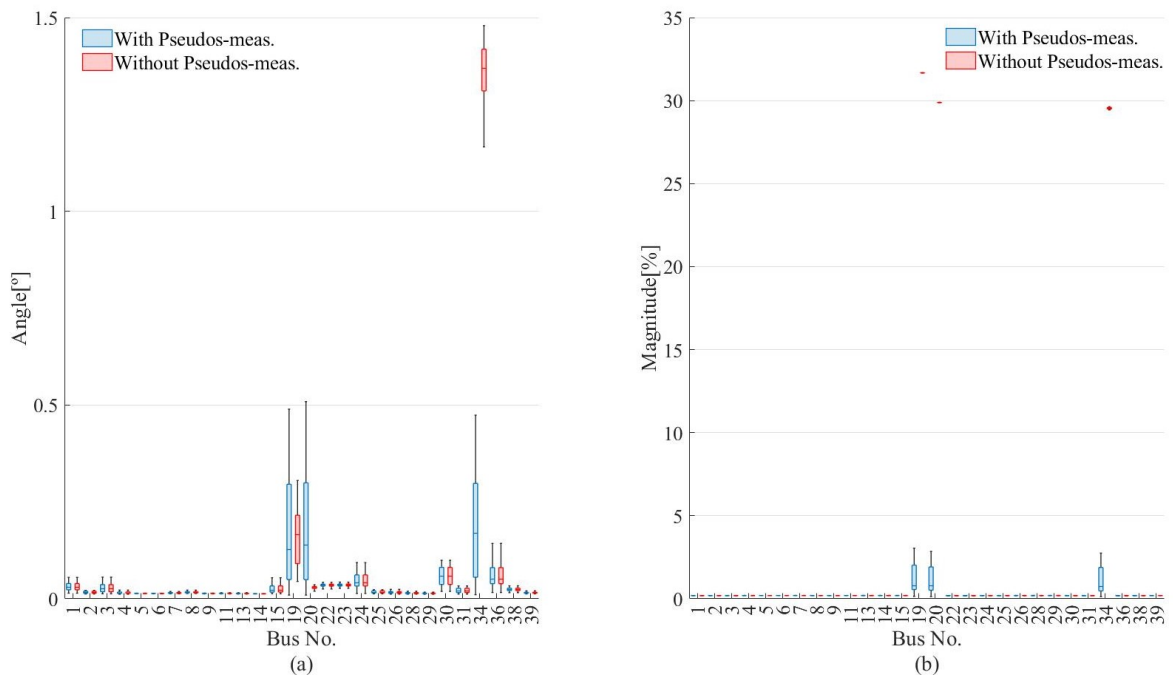 1.5
With Pseudos-meas.
Without Pseudos-meas.
1
0.5
0
Angle[º]
1 2 3 4 5 6 7 8 9 11 13 14 15 19 20 22 23 24 25 26 28 29 30 31 34 36 38 39
Bus No.
(a)
35
With Pseudos-meas.
Without Pseudos-meas.
30
25
20
15
10
5
0
Magnitude[%]
1 2 3 4 5 6 7 8 9 11 13 14 15 19 20 22 23 24 25 26 28 29 30 31 34 36 38 39
Bus No.
(b)